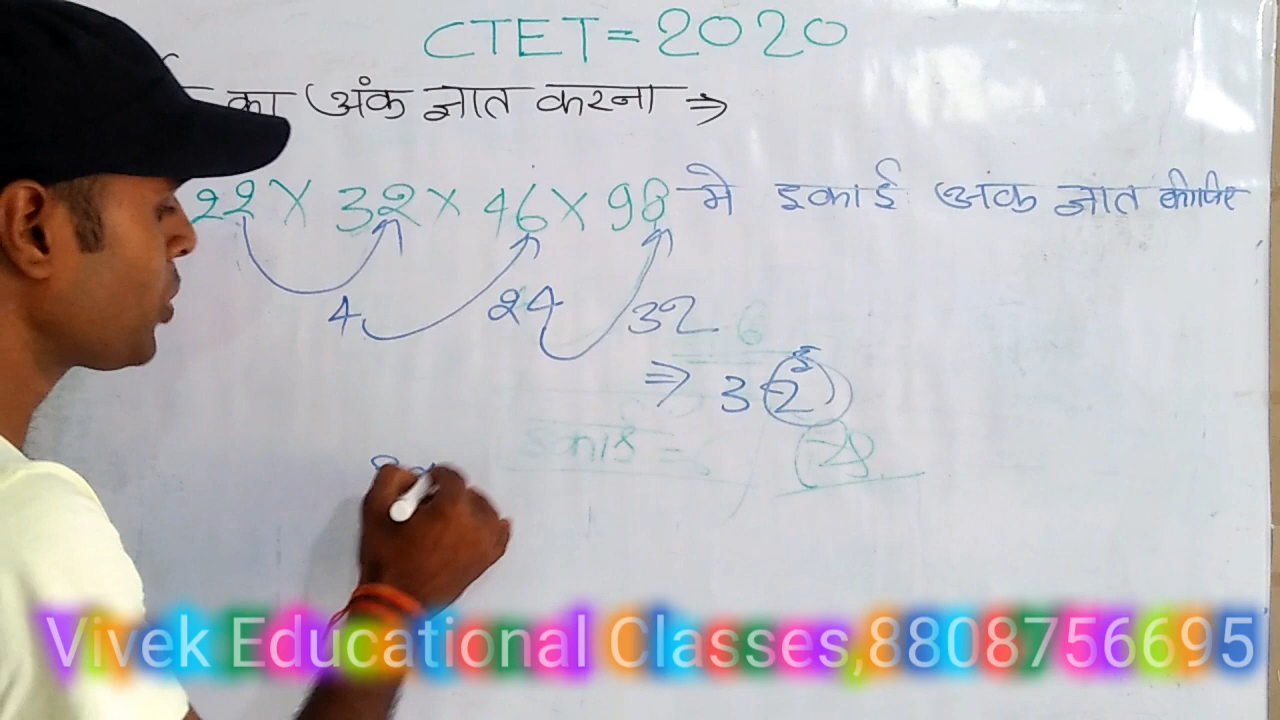 CTET = 2020
का अंक ज्ञात करना ⇒
22 × 32 × 46 × 98 मे इकाई अंक ज्ञात कीजिए
4 24 32
⇒ 32
Vivek Educational Classes,8808756695